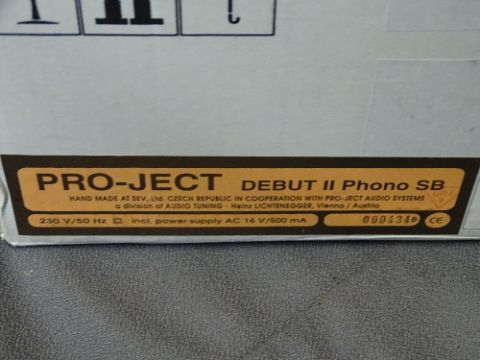 PRO-JECT DEBUT II Phono SB
HAND MADE AT SEV, Ltd. CZECH REPUBLIC IN COOPERATION WITH PRO-JECT AUDIO SYSTEMS
a division of AUDIO TUNING - Heinz LICHTENEGGER, Vienna / Austria
230 V/50 Hz incl. power supply AC 16 V/500 mA CE